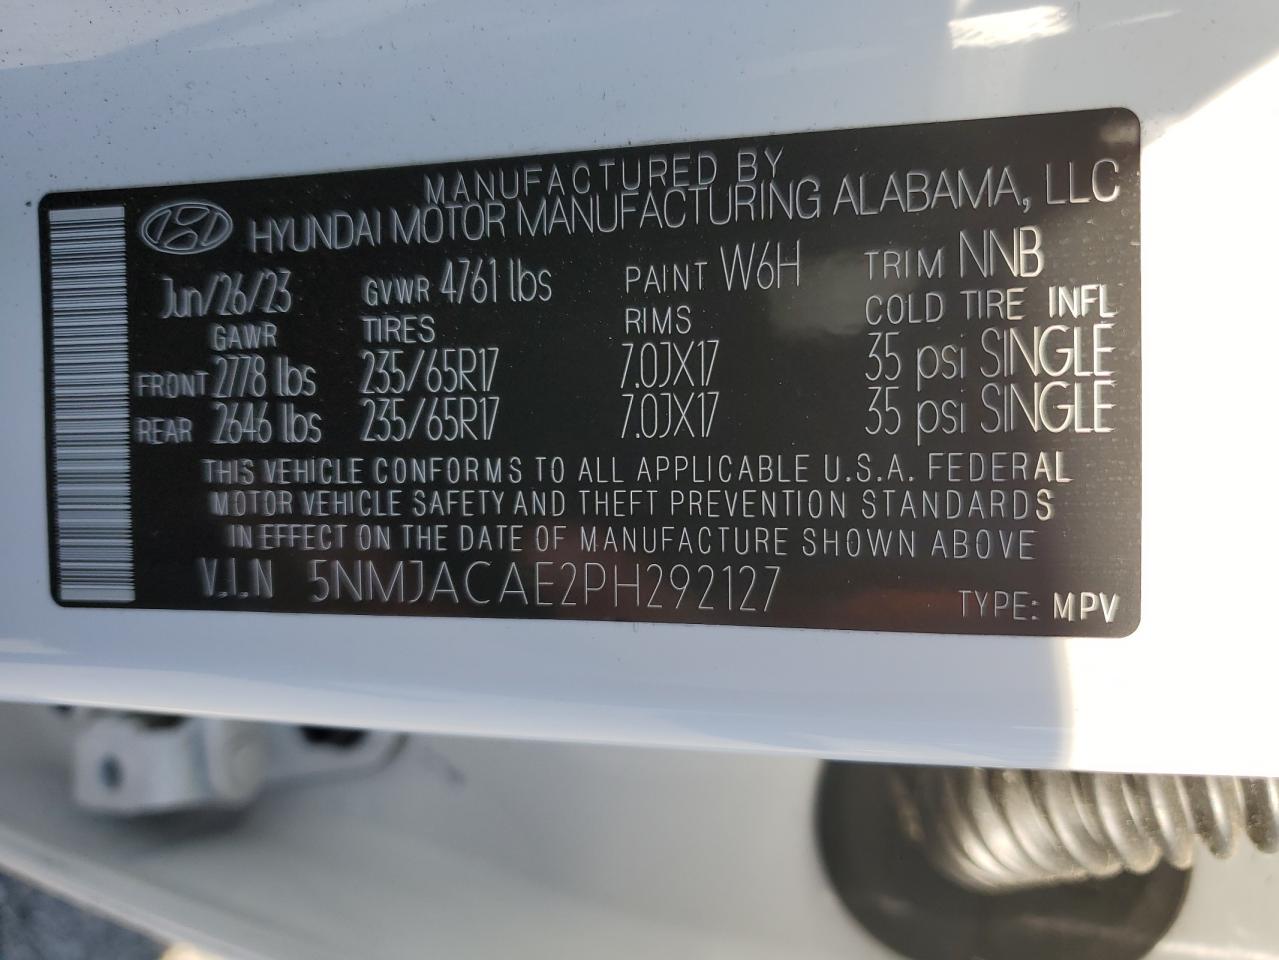 MANUFACTURED BY
HYUNDAI MOTOR MANUFACTURING ALABAMA, LLC
Jun/26/23 GVWR 4761 lbs PAINT W6H TRIM NNB
GAWR TIRES RIMS COLD TIRE INFL
FRONT 2778 lbs 235/65R17 7.0JX17 35 psi SINGLE
REAR 2646 lbs 235/65R17 7.0JX17 35 psi SINGLE
THIS VEHICLE CONFORMS TO ALL APPLICABLE U.S.A. FEDERAL
MOTOR VEHICLE SAFETY AND THEFT PREVENTION STANDARDS
IN EFFECT ON THE DATE OF MANUFACTURE SHOWN ABOVE
V.I.N 5NMJACAE2PH292127 TYPE: MPV